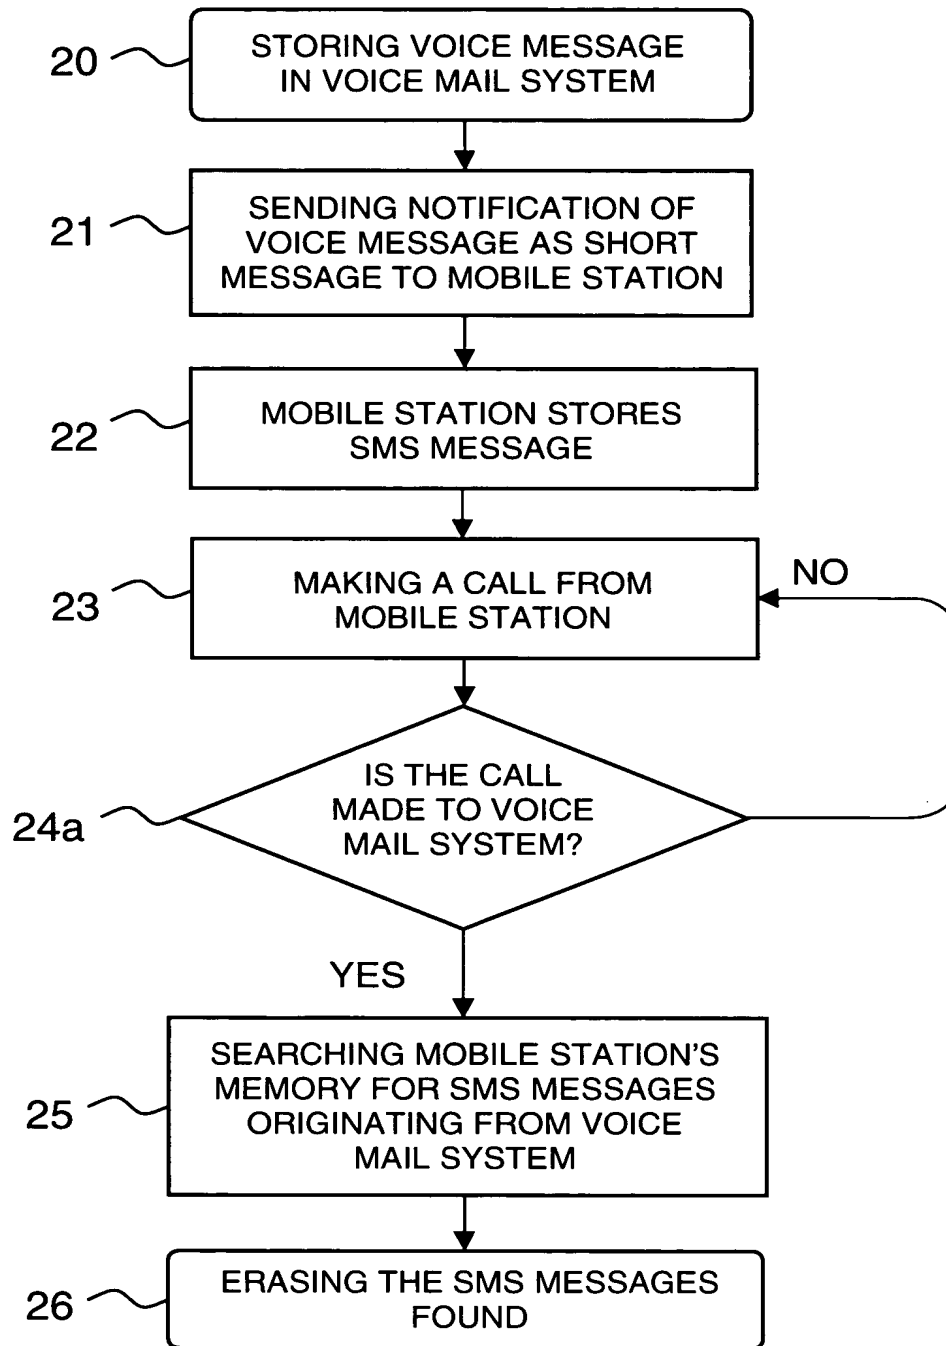 20
STORING VOICE MESSAGE
IN VOICE MAIL SYSTEM
21
SENDING NOTIFICATION OF
VOICE MESSAGE AS SHORT
MESSAGE TO MOBILE STATION
22
MOBILE STATION STORES
SMS MESSAGE
23
MAKING A CALL FROM
MOBILE STATION
NO
24a
IS THE CALL
MADE TO VOICE
MAIL SYSTEM?
YES
25
SEARCHING MOBILE STATION'S
MEMORY FOR SMS MESSAGES
ORIGINATING FROM VOICE
MAIL SYSTEM
26
ERASING THE SMS MESSAGES
FOUND